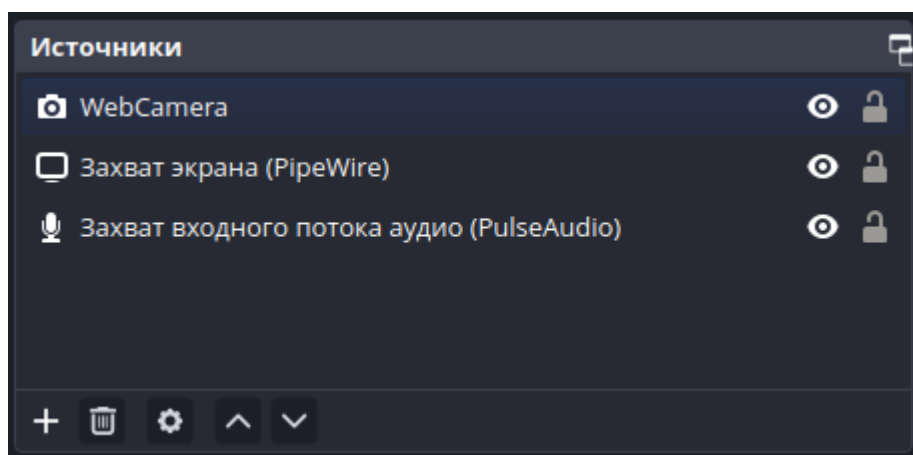 Источники
WebCamera
Захват экрана (PipeWire)
Захват входного потока аудио (PulseAudio)